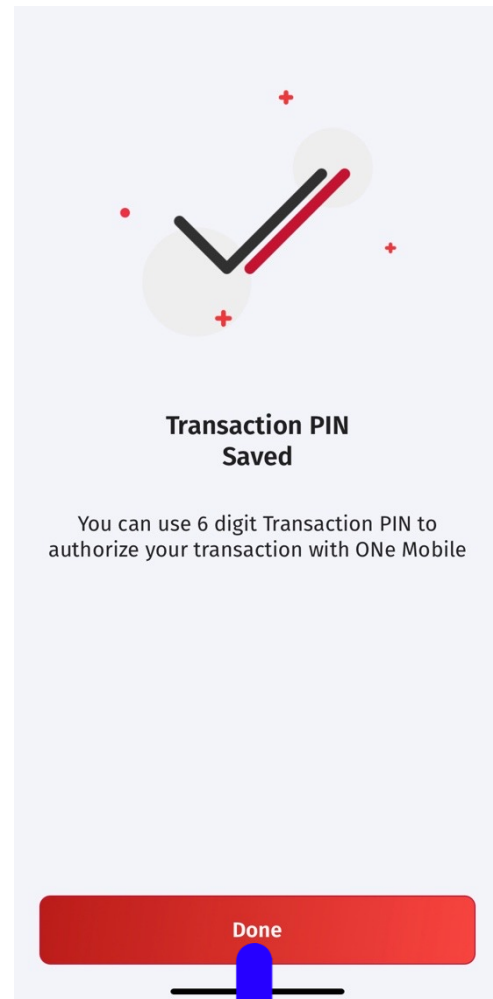 Transaction PIN
Saved
You can use 6 digit Transaction PIN to
authorize your transaction with ONe Mobile
Done